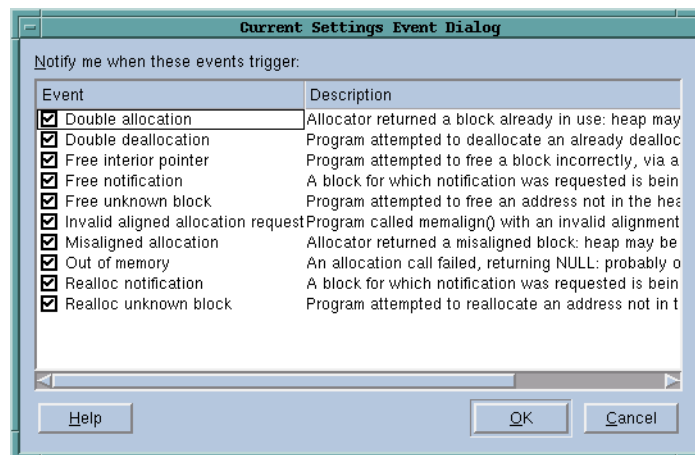 Current Settings Event Dialog
Notify me when these events trigger:
Event Description
Double allocation Allocator returned a block already in use: heap may
Double deallocation Program attempted to deallocate an already dealloc
Free interior pointer Program attempted to free a block incorrectly, via a
Free notification A block for which notification was requested is bein
Free unknown block Program attempted to free an address not in the hea
Invalid aligned allocation request Program called memalign() with an invalid alignment
Misaligned allocation Allocator returned a misaligned block: heap may be
Out of memory An allocation call failed, returning NULL: probably o
Realloc notification A block for which notification was requested is bein
Realloc unknown block Program attempted to reallocate an address not in t
Help OK Cancel